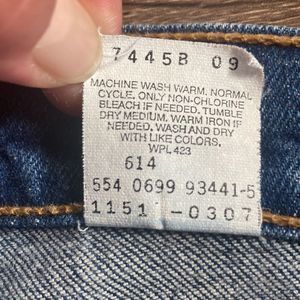 7445B 09
MACHINE WASH WARM. NORMAL
CYCLE. ONLY NON-CHLORINE
BLEACH IF NEEDED. TUMBLE
DRY MEDIUM. WARM IRON IF
NEEDED. WASH AND DRY
WITH LIKE COLORS.
WPL 423
614
554 0699 93441-5
1151 -0307